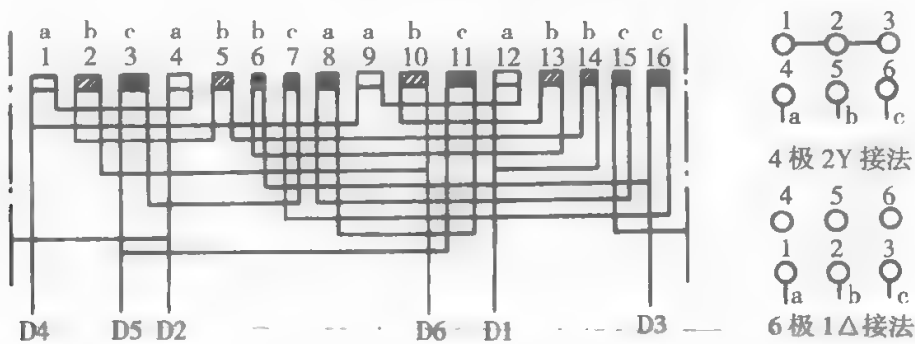 a b c a b b c a a b c a b b c c
1 2 3 4 5 6 7 8 9 10 11 12 13 14 15 16
D4 D5 D2 D6 D1 D3
1 2 3
4 5 6
a b c
4 极 2Y 接法
4 5 6
1 2 3
a b c
6 极 1△ 接法